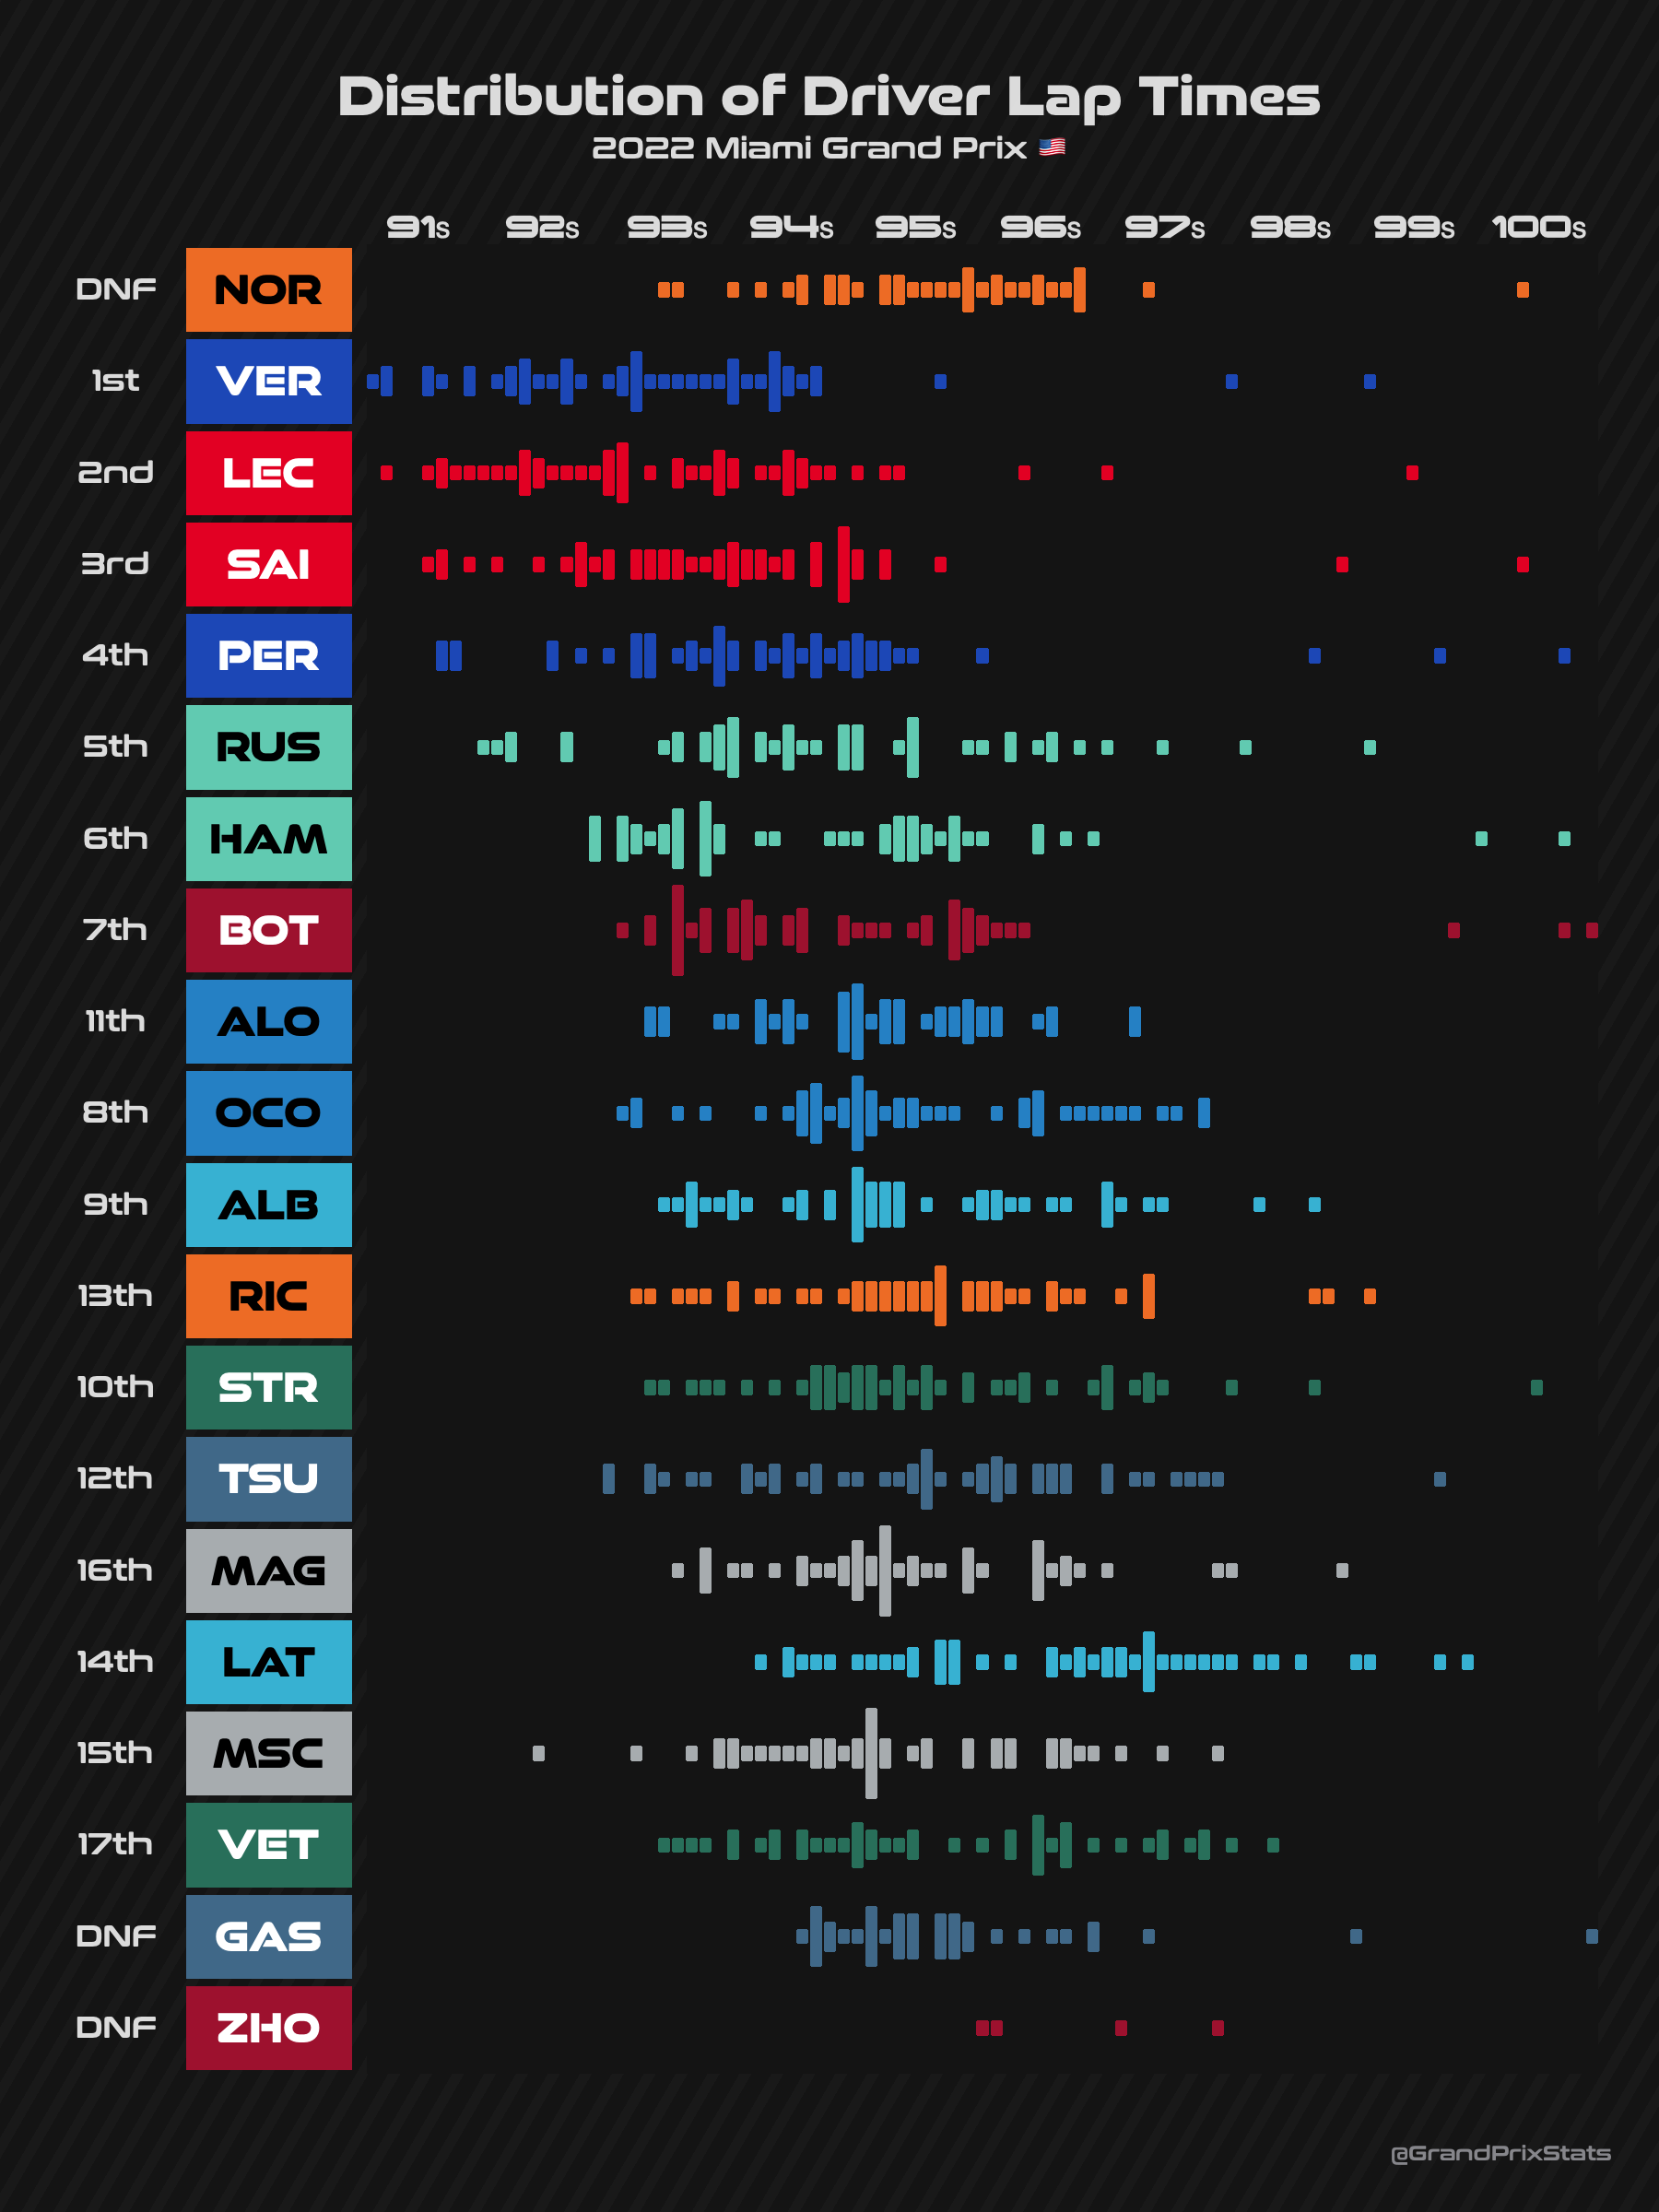 Distribution of Driver Lap Times
2022 Miami Grand Prix 🇺🇸
91s 92s 93s 94s 95s 96s 97s 98s 99s 100s
DNF NOR
1st VER
2nd LEC
3rd SAI
4th PER
5th RUS
6th HAM
7th BOT
11th ALO
8th OCO
9th ALB
13th RIC
10th STR
12th TSU
16th MAG
14th LAT
15th MSC
17th VET
DNF GAS
DNF ZHO
@GrandPrixStats